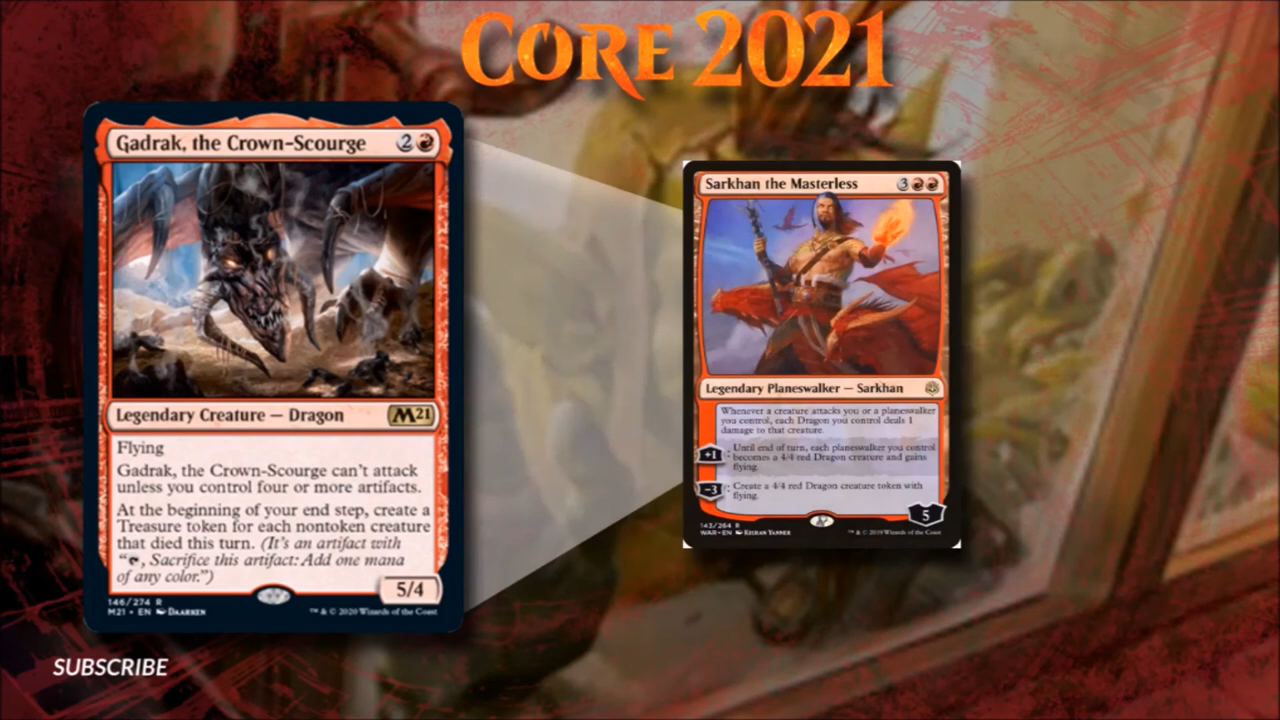 CORE 2021
Gadrak, the Crown-Scourge 2
Legendary Creature — Dragon M21
Flying
Gadrak, the Crown-Scourge can't attack
unless you control four or more artifacts.
At the beginning of your end step, create a
Treasure token for each nontoken creature
that died this turn. (It's an artifact with
", Sacrifice this artifact: Add one mana
of any color.")
5/4
146/274 R
M21 • EN DAARKEN
™ & © 2020 Wizards of the Coast
Sarkhan the Masterless 3
Legendary Planeswalker — Sarkhan
Whenever a creature attacks you or a planeswalker
you control, each Dragon you control deals 1
damage to that creature.
+1: Until end of turn, each planeswalker you control
becomes a 4/4 red Dragon creature and gains
flying.
-3: Create a 4/4 red Dragon creature token with
flying.
5
143/264 R
WAR • EN KIERAN YANNER
™ & © 2019 Wizards of the Coast
SUBSCRIBE